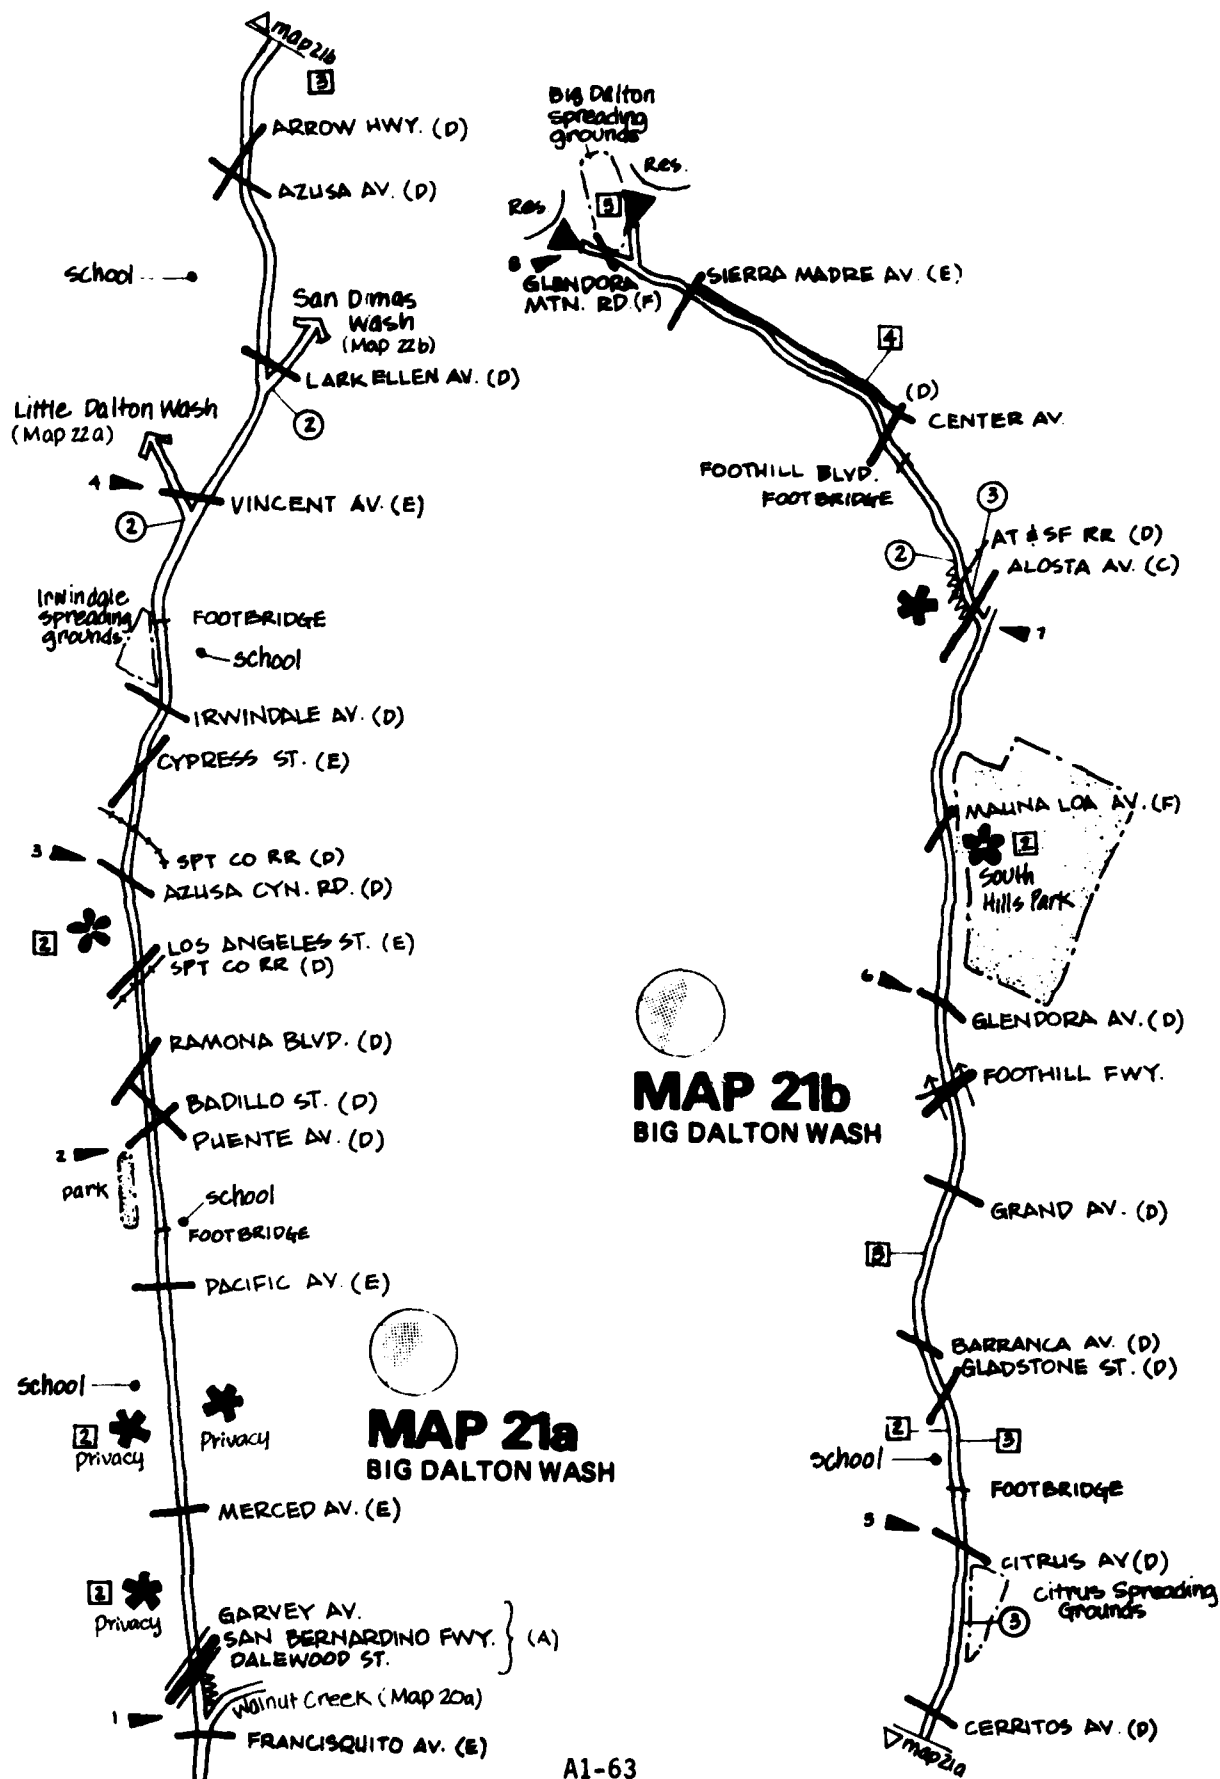 map 21b
3
ARROW HWY. (D)
AZUSA AV. (D)
school
San Dimas
Wash
(Map 22b)
LARK ELLEN AV. (D)
2
Little Dalton Wash
(Map 22a)
4
VINCENT AV. (E)
2
Irwindale
spreading
grounds
FOOTBRIDGE
school
IRWINDALE AV. (D)
CYPRESS ST. (E)
SPT CO RR (D)
3
AZUSA CYN. RD. (D)
2
LOS ANGELES ST. (E)
SPT CO RR (D)
RAMONA BLVD. (D)
BADILLO ST. (D)
PUENTE AV. (D)
2
park
school
FOOTBRIDGE
PACIFIC AV. (E)
school
2
Privacy
Privacy
MAP 21a
BIG DALTON WASH
MERCED AV. (E)
2
Privacy
GARVEY AV.
SAN BERNARDINO FWY. (A)
DALEWOOD ST.
Walnut Creek (Map 20a)
1
FRANCISQUITO AV. (E)
Big Dalton
spreading
grounds
Res.
Res
5
8
GLENDORA
MTN. RD. (F)
SIERRA MADRE AV. (E)
4
(D)
CENTER AV.
FOOTHILL BLVD.
FOOTBRIDGE
3
2
AT & SF RR (D)
ALOSTA AV. (C)
7
MAUNA LOA AV. (F)
2
South
Hills Park
6
GLENDORA AV. (D)
FOOTHILL FWY.
MAP 21b
BIG DALTON WASH
GRAND AV. (D)
3
BARRANCA AV. (D)
GLADSTONE ST. (D)
2
3
school
FOOTBRIDGE
5
CITRUS AV (D)
Citrus Spreading
Grounds
3
CERRITOS AV. (D)
map 21a
A1-63